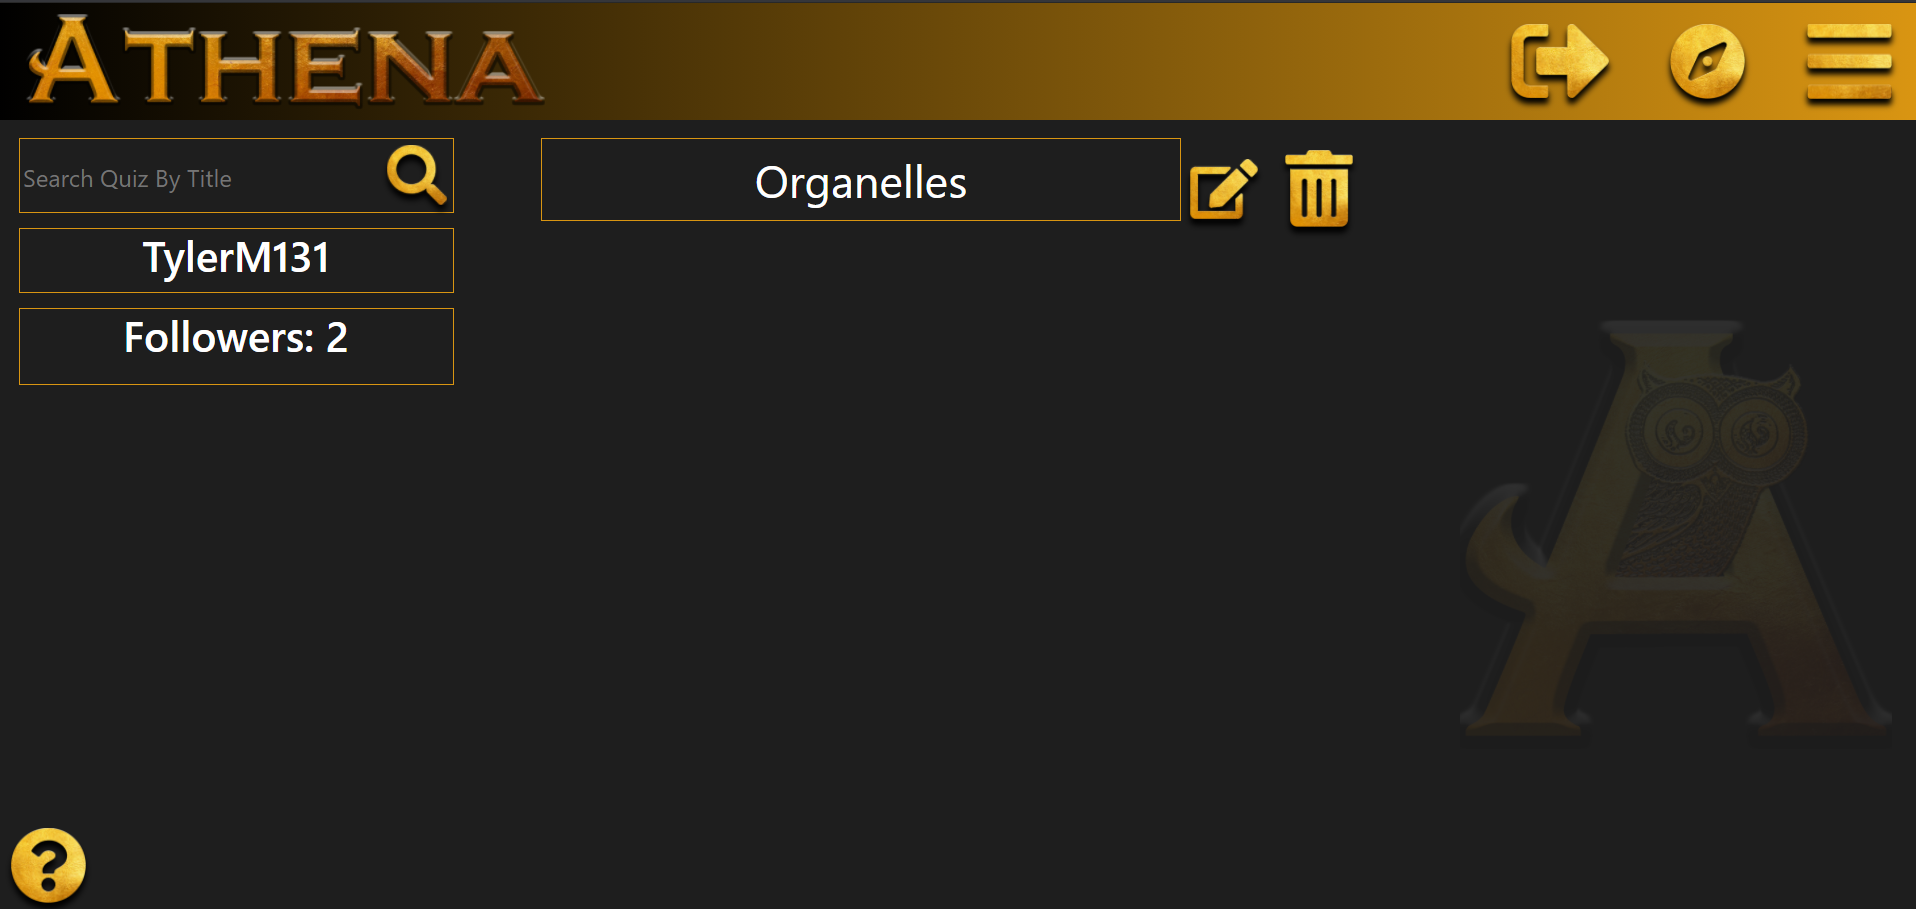 ATHENA
Search Quiz By Title
TylerM131
Followers: 2
Organelles
?